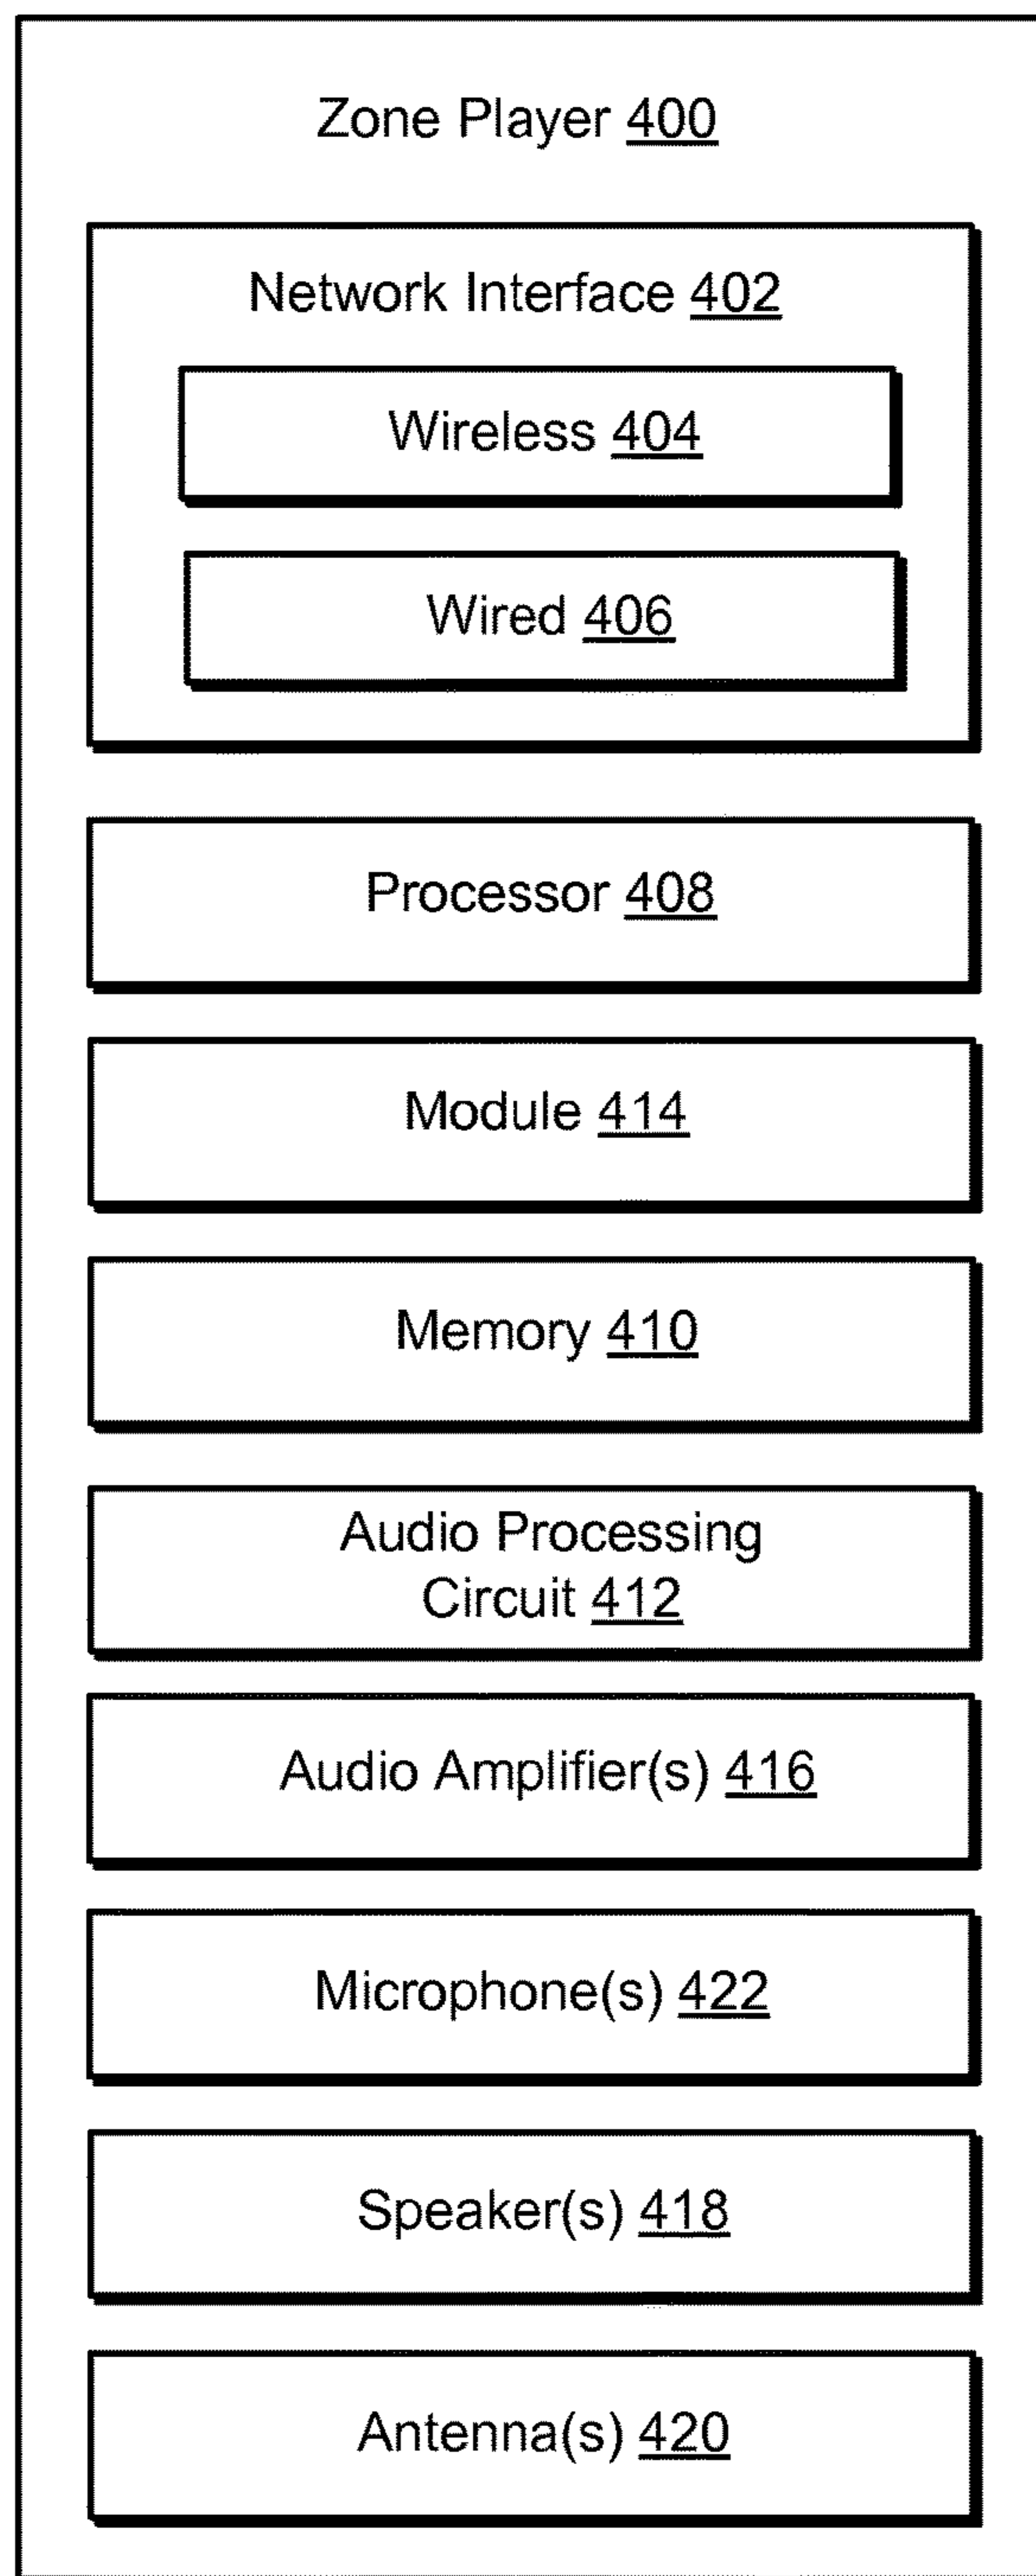 Zone Player 400
Network Interface 402
Wireless 404
Wired 406
Processor 408
Module 414
Memory 410
Audio Processing
Circuit 412
Audio Amplifier(s) 416
Microphone(s) 422
Speaker(s) 418
Antenna(s) 420